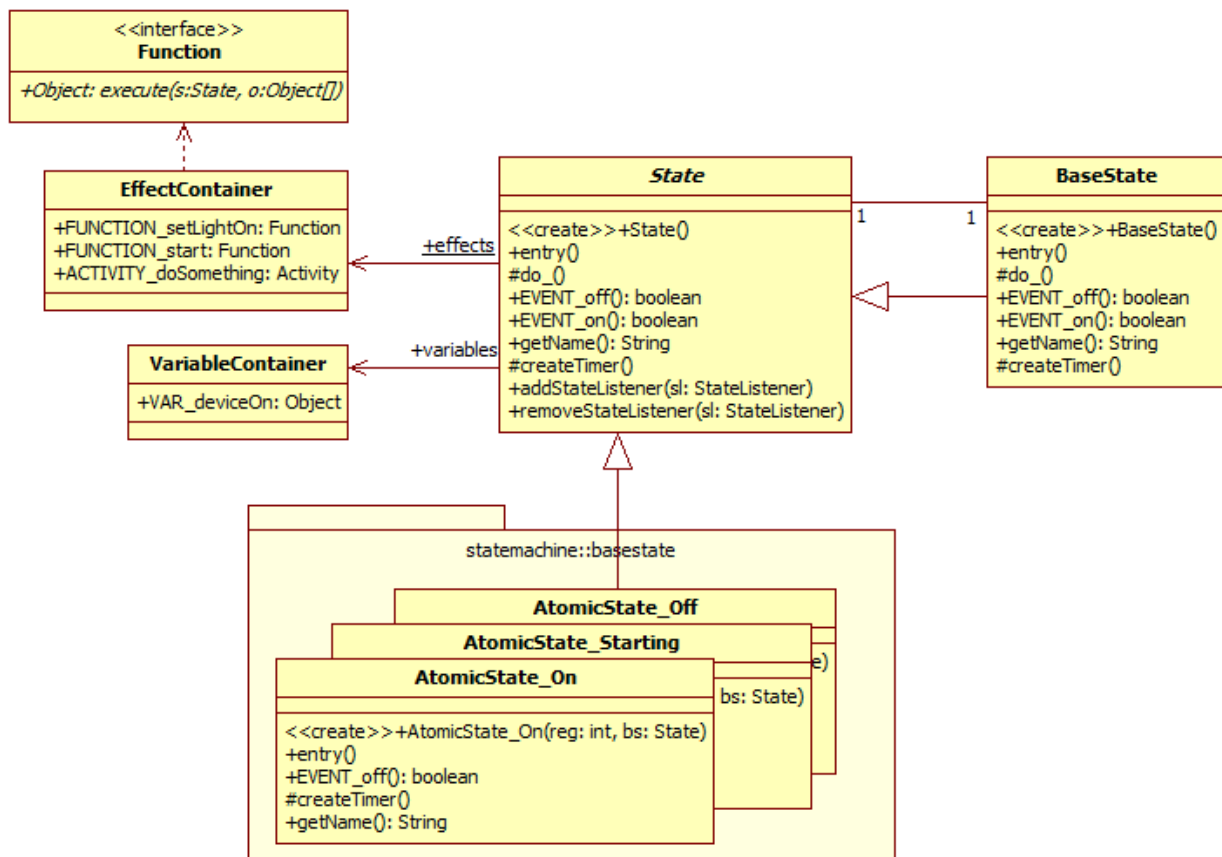 <<interface>>
Function
+Object: execute(s:State, o:Object[])
EffectContainer
+FUNCTION_setLightOn: Function
+FUNCTION_start: Function
+ACTIVITY_doSomething: Activity
+effects
VariableContainer
+VAR_deviceOn: Object
+variables
State
<<create>>+State()
+entry()
#do_()
+EVENT_off(): boolean
+EVENT_on(): boolean
+getName(): String
#createTimer()
+addStateListener(sl: StateListener)
+removeStateListener(sl: StateListener)
1
1
BaseState
<<create>>+BaseState()
+entry()
#do_()
+EVENT_off(): boolean
+EVENT_on(): boolean
+getName(): String
#createTimer()
statemachine::basestate
AtomicState_Off
e)
AtomicState_Starting
bs: State)
AtomicState_On
<<create>>+AtomicState_On(reg: int, bs: State)
+entry()
+EVENT_off(): boolean
#createTimer()
+getName(): String